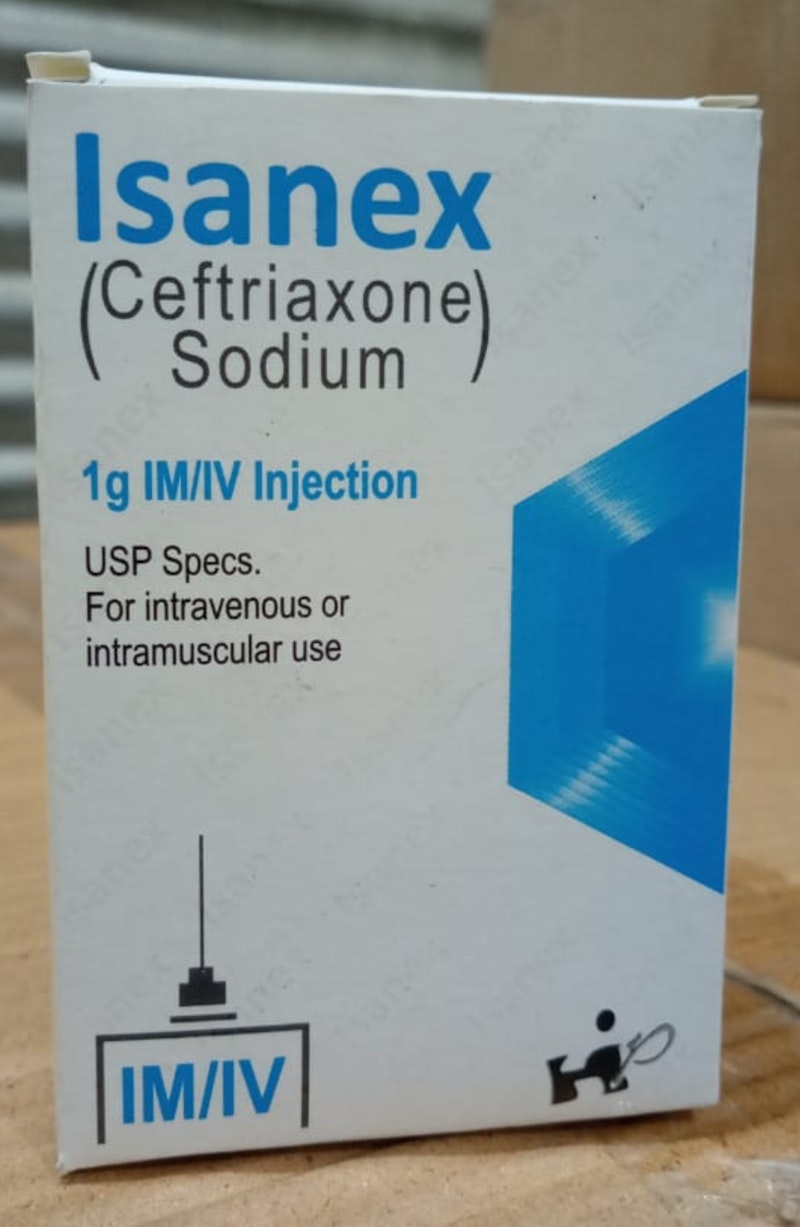 Isanex
(Ceftriaxone)
Sodium
1g IM/IV Injection
USP Specs.
For intravenous or
intramuscular use
IM/IV